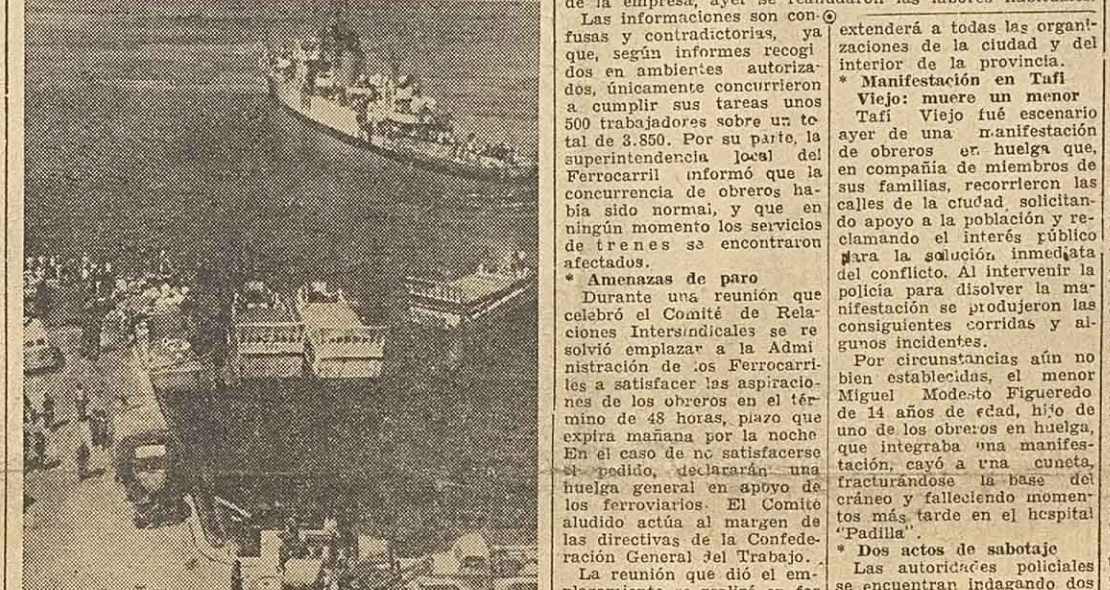 de la empresa, ayer se reanudaron las labores habituales.
Las informaciones son con-
fusas y contradictorias, ya
que, según informes recogi
dos en ambientes autoriza-
dos, únicamente concurrieron
a cumplir sus tareas unos
500 trabajadores sobre un to-
tal de 3.850. Por su parte, la
superintendencia local del
Ferrocarril informó que la
concurrencia de obreros ha-
bía sido normal, y que en
ningún momento los servicios
de trenes se encontraron
afectados.
* Amenazas de paro
Durante una reunión que
celebró el Comité de Rela-
ciones Intersindicales se re
solvió emplazar a la Admi
nistración de los Ferrocarri-
les a satisfacer las aspiracio-
nes de los obreros en el tér-
mino de 48 horas, plazo que
expira mañana por la noche
En el caso de no satisfacerse
el pedido, declararán una
huelga general en apoyo de
los ferroviarios. El Comité
aludido actúa al margen de
las directivas de la Confede-
ración General del Trabajo.
La reunión que dió el em-
plazamiento se realizó en for
extenderá a todas las organi-
zaciones de la ciudad y del
interior de la provincia.
* Manifestación en Tafi
Viejo: muere un menor
Tafí Viejo fué escenario
ayer de una manifestación
de obreros en huelga que,
en compañía de miembros de
sus familias, recorrieron las
calles de la ciudad solicitan-
do apoyo a la población y re-
clamando el interés público
para la solución inmediata
del conflicto. Al intervenir la
policía para disolver la ma-
nifestación se produjeron las
consiguientes corridas y al-
gunos incidentes.
Por circunstancias aún no
bien establecidas, el menor
Miguel Modesto Figueredo
de 14 años de edad, hijo de
uno de los obreros en huelga,
que integraba una manifes-
tación, cayó a una cuneta,
fracturándose la base del
cráneo y falleciendo momen-
tos más tarde en el hospital
"Padilla".
* Dos actos de sabotaje
Las autoridades policiales
se encuentran indagando dos